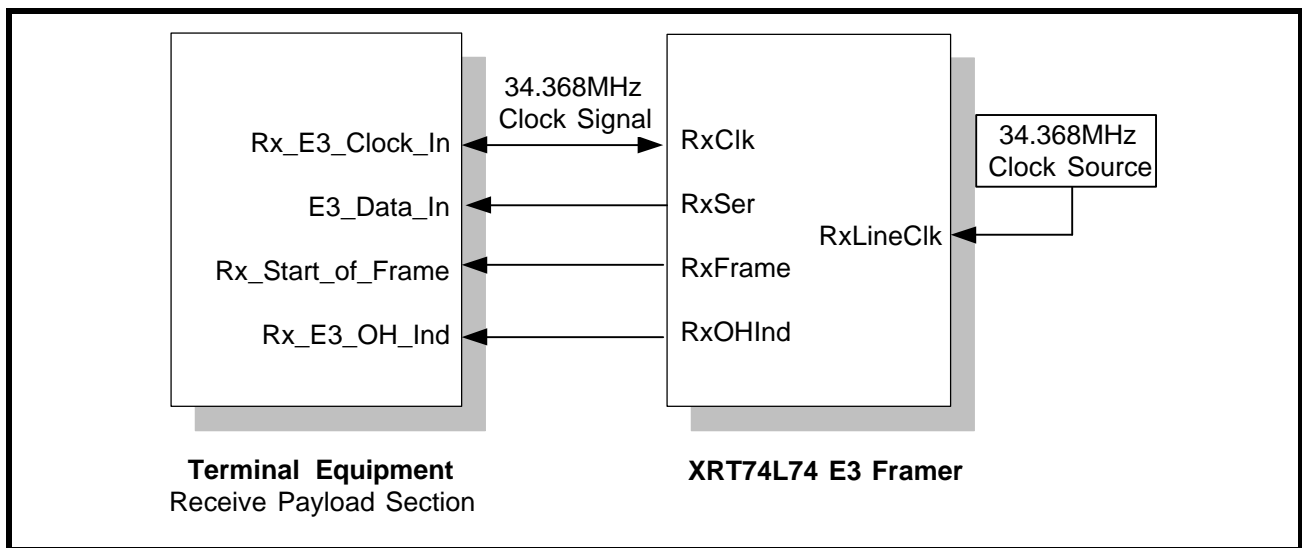 34.368MHz
Clock Signal
Rx_E3_Clock_In
E3_Data_In
Rx_Start_of_Frame
Rx_E3_OH_Ind
RxClk
RxSer
RxLineClk
RxFrame
RxOHInd
34.368MHz
Clock Source
Terminal Equipment
Receive Payload Section
XRT74L74 E3 Framer